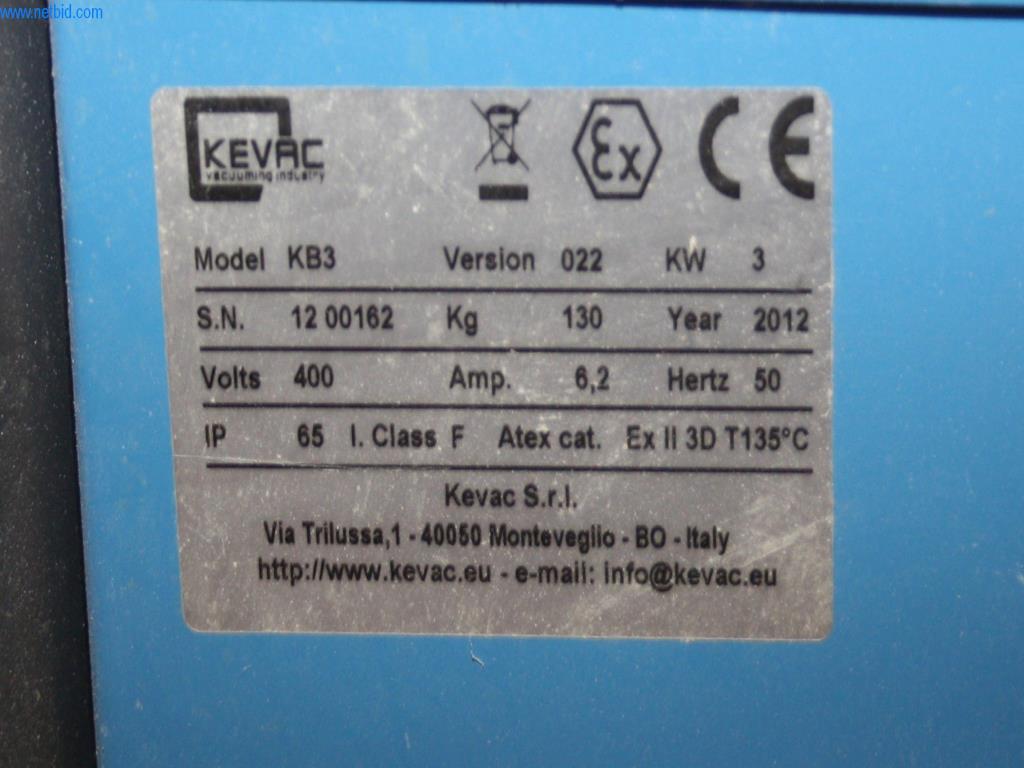 www.netbid.com
KEVAC
vacuuming industry
Ex CE
Model KB3 Version 022 KW 3
S.N. 12 00162 Kg 130 Year 2012
Volts 400 Amp. 6,2 Hertz 50
IP 65 I. Class F Atex cat. Ex II 3D T135°C
Kevac S.r.l.
Via Trilussa,1 - 40050 Monteveglio - BO - Italy
http://www.kevac.eu - e-mail: info@kevac.eu